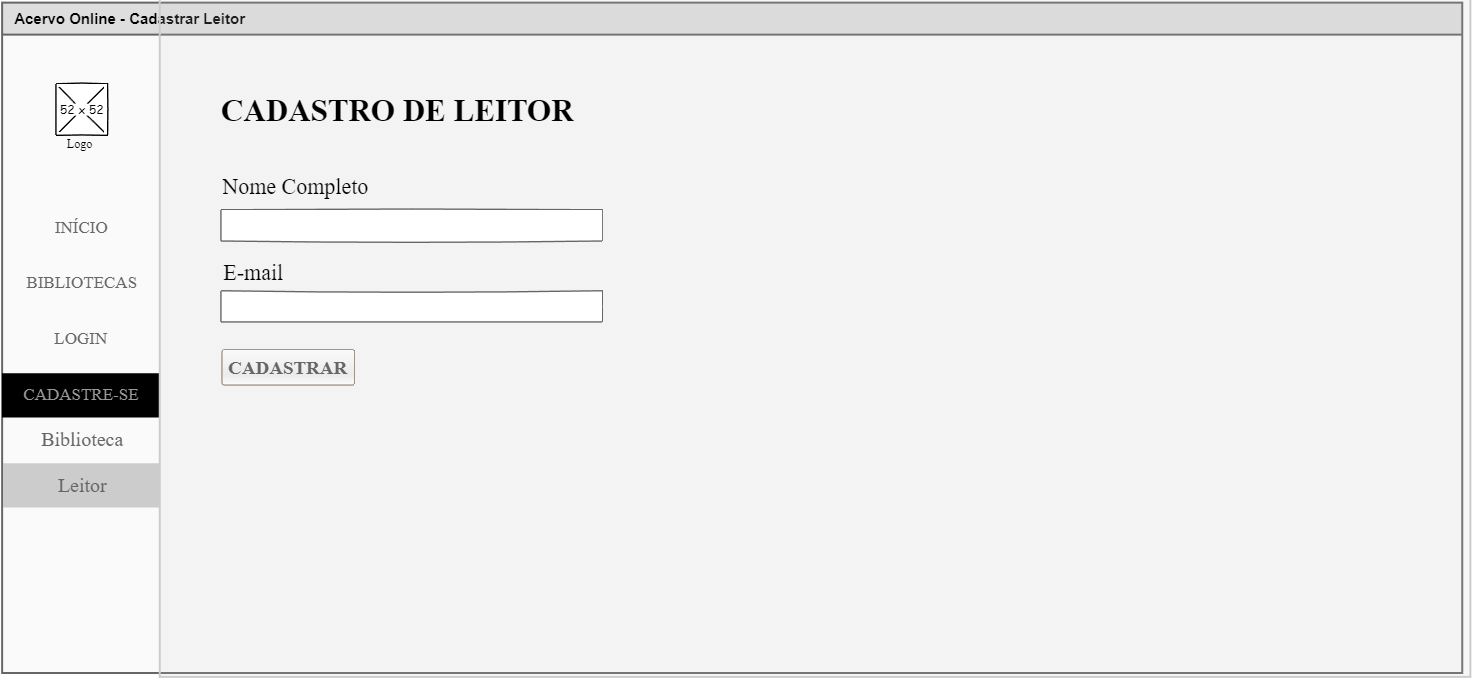 Acervo Online - Cadastrar Leitor
52 x 52
Logo
INÍCIO
BIBLIOTECAS
LOGIN
CADASTRE-SE
Biblioteca
Leitor
CADASTRO DE LEITOR
Nome Completo
E-mail
CADASTRAR